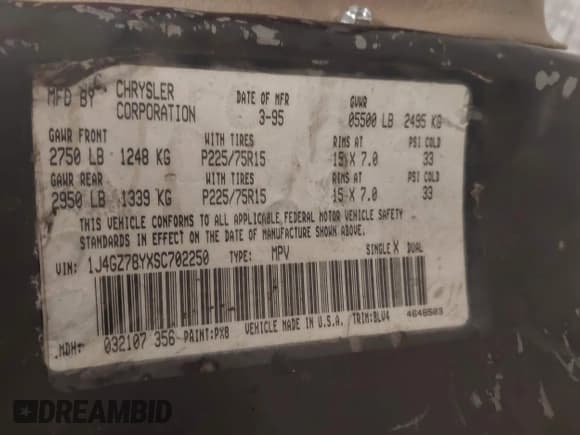 MFD BY CHRYSLER CORPORATION DATE OF MFR 3-95 GVWR 05500 LB 2495 KG
GAWR FRONT WITH TIRES RIMS AT PSI COLD
2750 LB 1248 KG P225/75R15 15 X 7.0 33
GAWR REAR WITH TIRES RIMS AT PSI COLD
2950 LB 1339 KG P225/75R15 15 X 7.0 33
THIS VEHICLE CONFORMS TO ALL APPLICABLE FEDERAL MOTOR VEHICLE SAFETY
STANDARDS IN EFFECT ON THE DATE OF MANUFACTURE SHOWN ABOVE.
VIN: 1J4GZ78YXSC702250 TYPE: MPV SINGLE X DUAL
MDH: 032107 356 PAINT:PX8 VEHICLE MADE IN U.S.A. TRIM:BLV4 4648503
DREAMBID